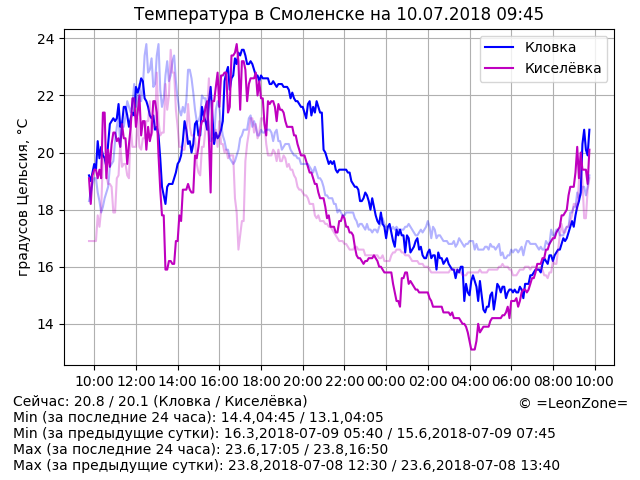 Температура в Смоленске на 10.07.2018 09:45
градусов Цельсия, °C
24
22
20
18
16
14
Кловка
Киселёвка
10:00 12:00 14:00 16:00 18:00 20:00 22:00 00:00 02:00 04:00 06:00 08:00 10:00
Сейчас: 20.8 / 20.1 (Кловка / Киселёвка)
© =LeonZone=
Min (за последние 24 часа): 14.4,04:45 / 13.1,04:05
Min (за предыдущие сутки): 16.3,2018-07-09 05:40 / 15.6,2018-07-09 07:45
Max (за последние 24 часа): 23.6,17:05 / 23.8,16:50
Max (за предыдущие сутки): 23.8,2018-07-08 12:30 / 23.6,2018-07-08 13:40